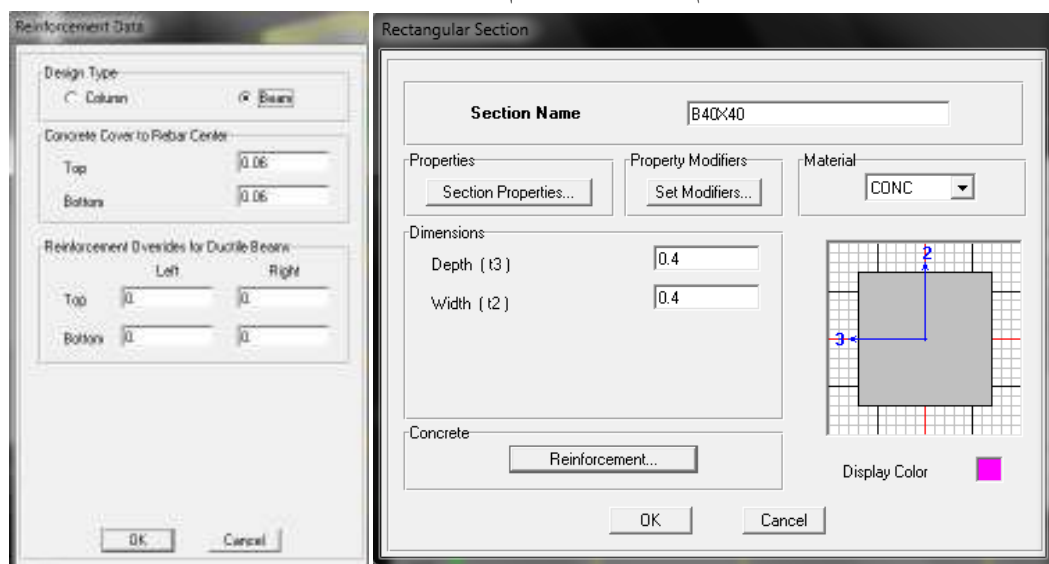 Reinforcement Data
Design Type
Column
Beam
Concrete Cover to Rebar Center
Top
0.06
Bottom
0.06
Reinforcement Overrides for Ductile Beams
Left Right
Top 0. 0.
Bottom 0. 0.
OK Cancel
Rectangular Section
Section Name B40X40
Properties
Section Properties...
Property Modifiers
Set Modifiers...
Material
CONC
Dimensions
Depth ( t3 ) 0.4
Width ( t2 ) 0.4
2
3
Concrete
Reinforcement...
Display Color
OK Cancel